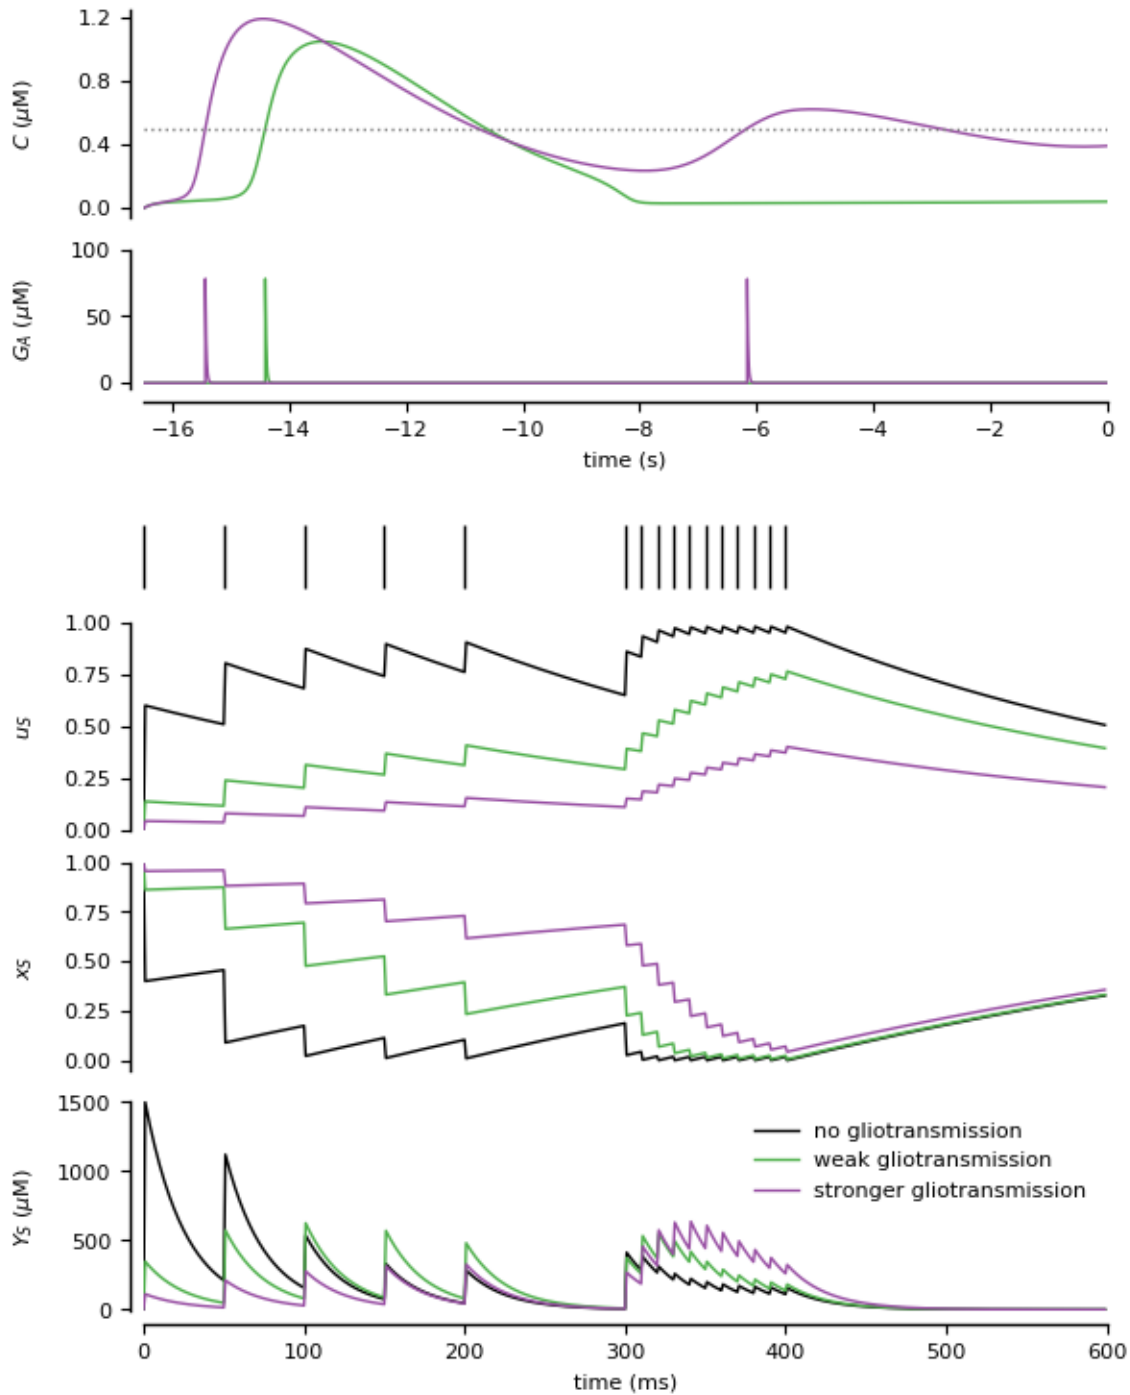 1.2
0.8
0.4
0.0
C (μM)
100
50
0
G_A (μM)
−16 −14 −12 −10 −8 −6 −4 −2 0
time (s)
1.00
0.75
0.50
0.25
0.00
u_S
1.00
0.75
0.50
0.25
0.00
x_S
1500
1000
500
0
Y_S (μM)
no gliotransmission
weak gliotransmission
stronger gliotransmission
0 100 200 300 400 500 600
time (ms)